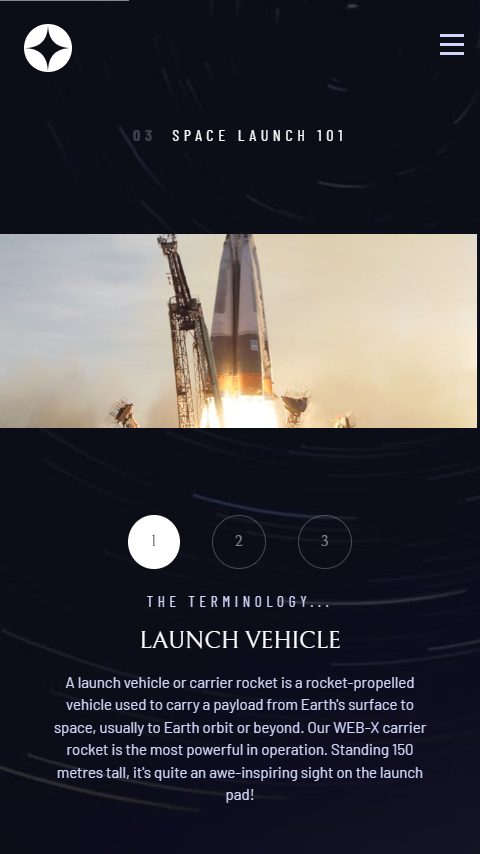 03 SPACE LAUNCH 101
1 2 3
THE TERMINOLOGY...
LAUNCH VEHICLE
A launch vehicle or carrier rocket is a rocket-propelled
vehicle used to carry a payload from Earth's surface to
space, usually to Earth orbit or beyond. Our WEB-X carrier
rocket is the most powerful in operation. Standing 150
metres tall, it's quite an awe-inspiring sight on the launch
pad!